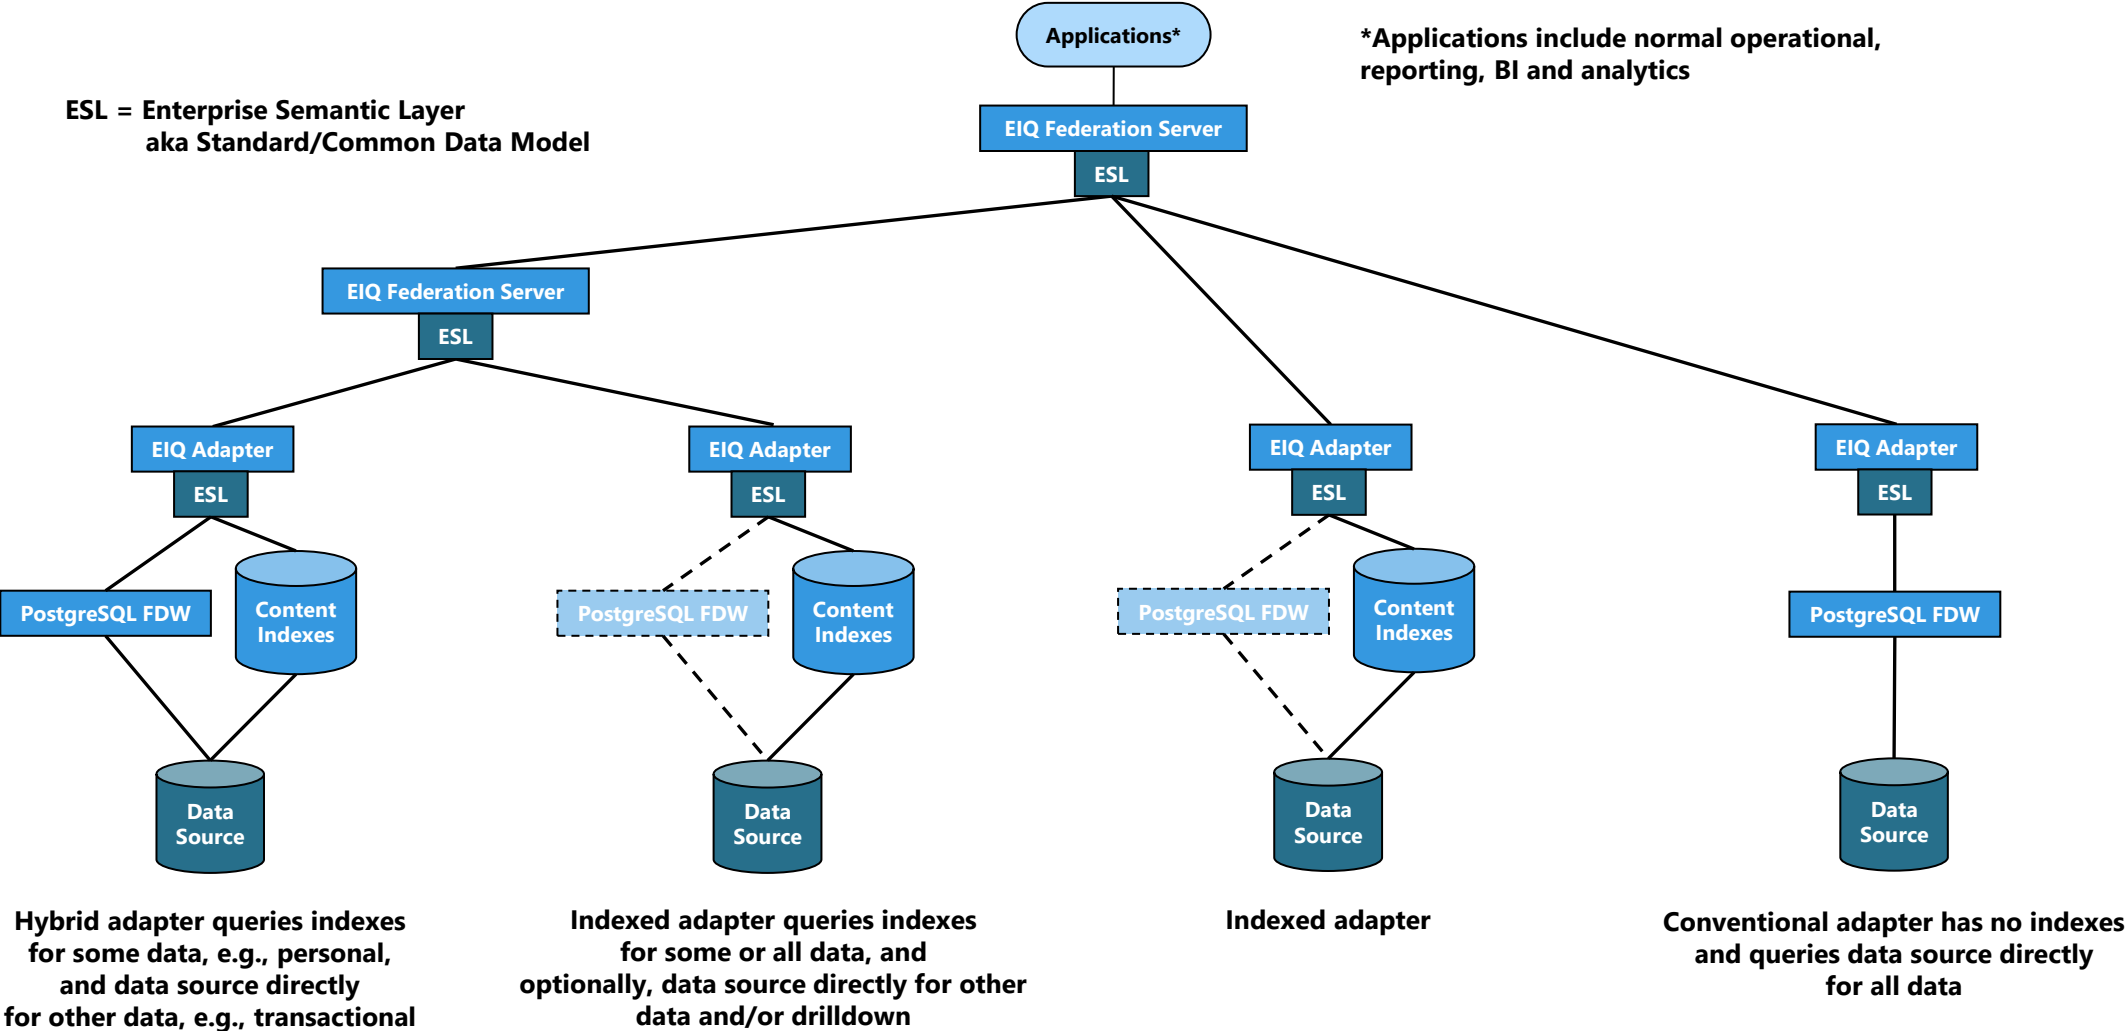 Applications*
*Applications include normal operational,
reporting, BI and analytics
ESL = Enterprise Semantic Layer
aka Standard/Common Data Model
EIQ Federation Server
ESL
EIQ Federation Server
ESL
EIQ Adapter
ESL
EIQ Adapter
ESL
EIQ Adapter
ESL
EIQ Adapter
ESL
PostgreSQL FDW
Content
Indexes
PostgreSQL FDW
Content
Indexes
PostgreSQL FDW
Content
Indexes
PostgreSQL FDW
Data
Source
Data
Source
Data
Source
Data
Source
Hybrid adapter queries indexes
for some data, e.g., personal,
and data source directly
for other data, e.g., transactional
Indexed adapter queries indexes
for some or all data, and
optionally, data source directly for other
data and/or drilldown
Indexed adapter
Conventional adapter has no indexes
and queries data source directly
for all data